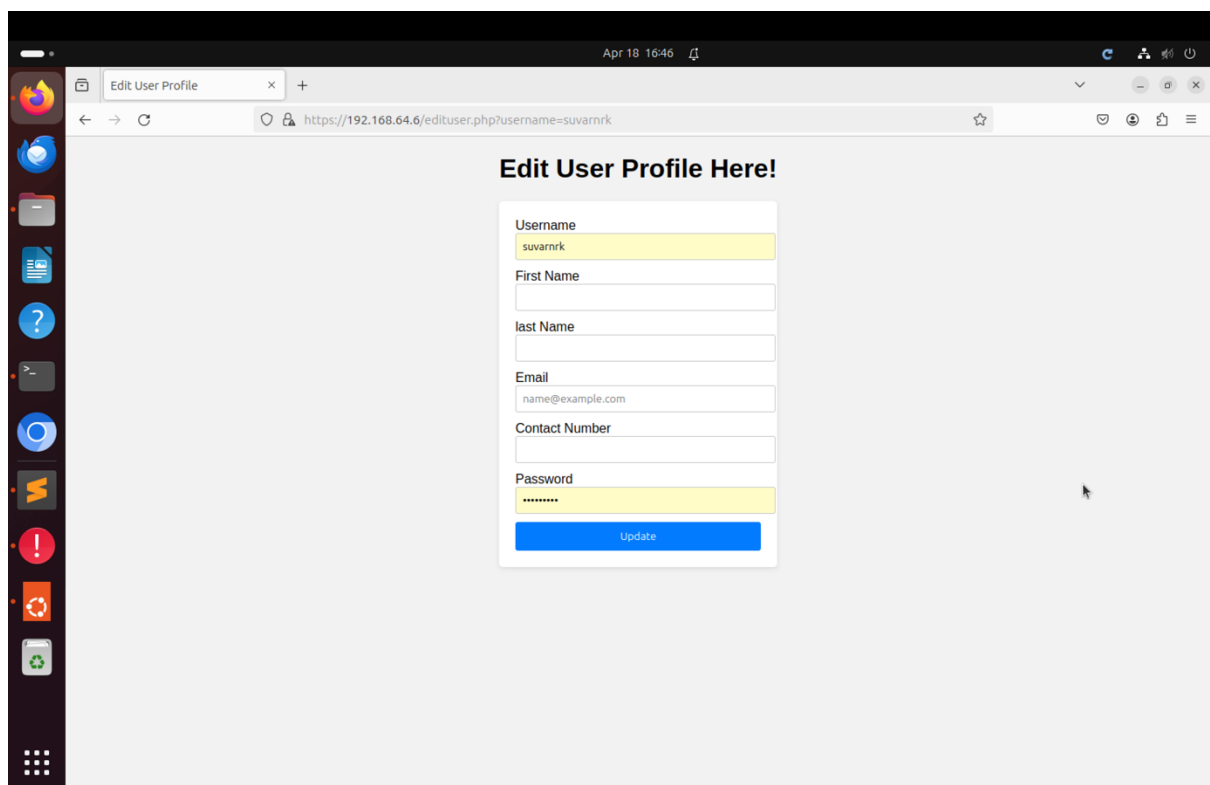 Apr 18 16:46
Edit User Profile
https://192.168.64.6/edituser.php?username=suvarnrk
Edit User Profile Here!
Username
suvarnrk
First Name
last Name
Email
name@example.com
Contact Number
Password
•••••••••
Update